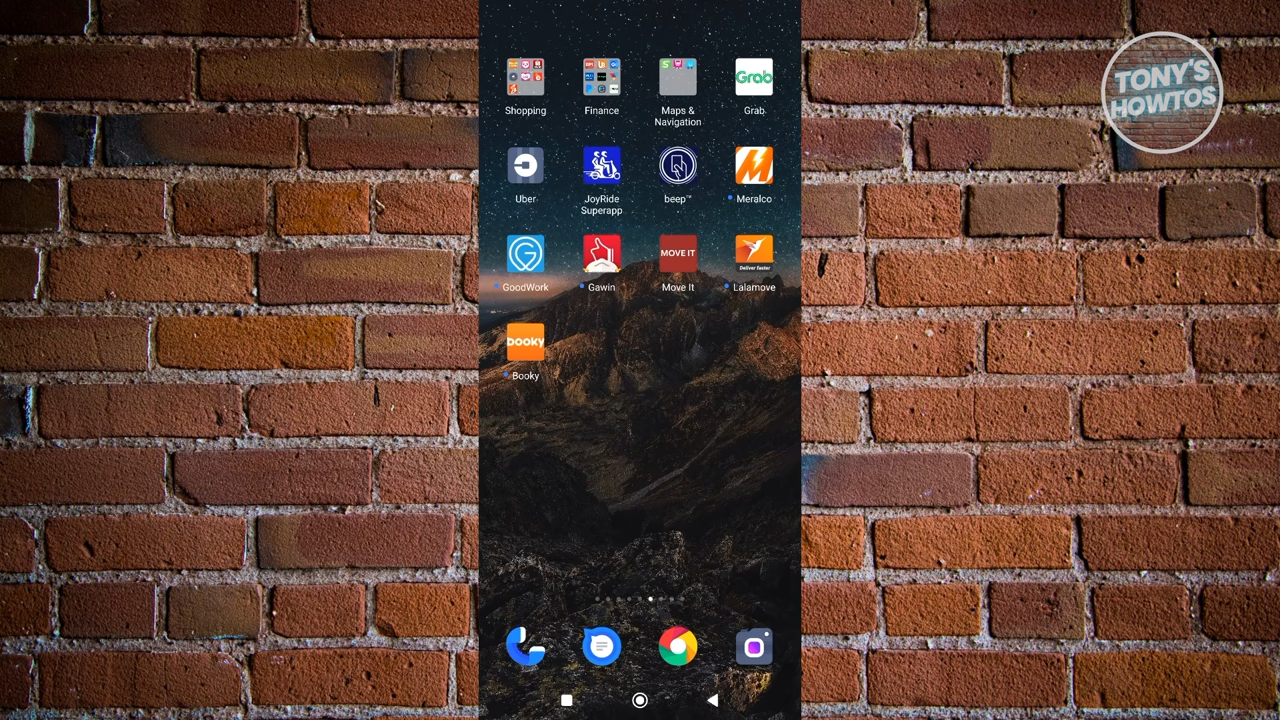 TONY'S
HOWTOS
Grab
Shopping
Finance
Maps &
Navigation
Grab
Uber
JoyRide
Superapp
beep™
Meralco
MOVE IT
Deliver faster
GoodWork
Gawin
Move It
Lalamove
booky
Booky